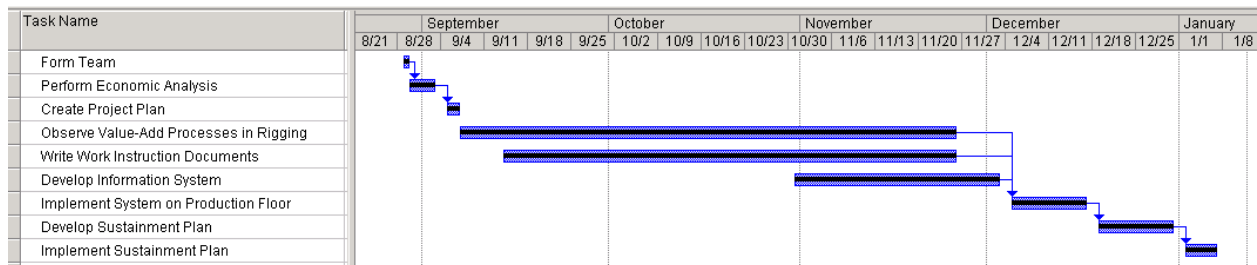 Task Name
September October November December January
8/21 8/28 9/4 9/11 9/18 9/25 10/2 10/9 10/16 10/23 10/30 11/6 11/13 11/20 11/27 12/4 12/11 12/18 12/25 1/1 1/8
Form Team
Perform Economic Analysis
Create Project Plan
Observe Value-Add Processes in Rigging
Write Work Instruction Documents
Develop Information System
Implement System on Production Floor
Develop Sustainment Plan
Implement Sustainment Plan